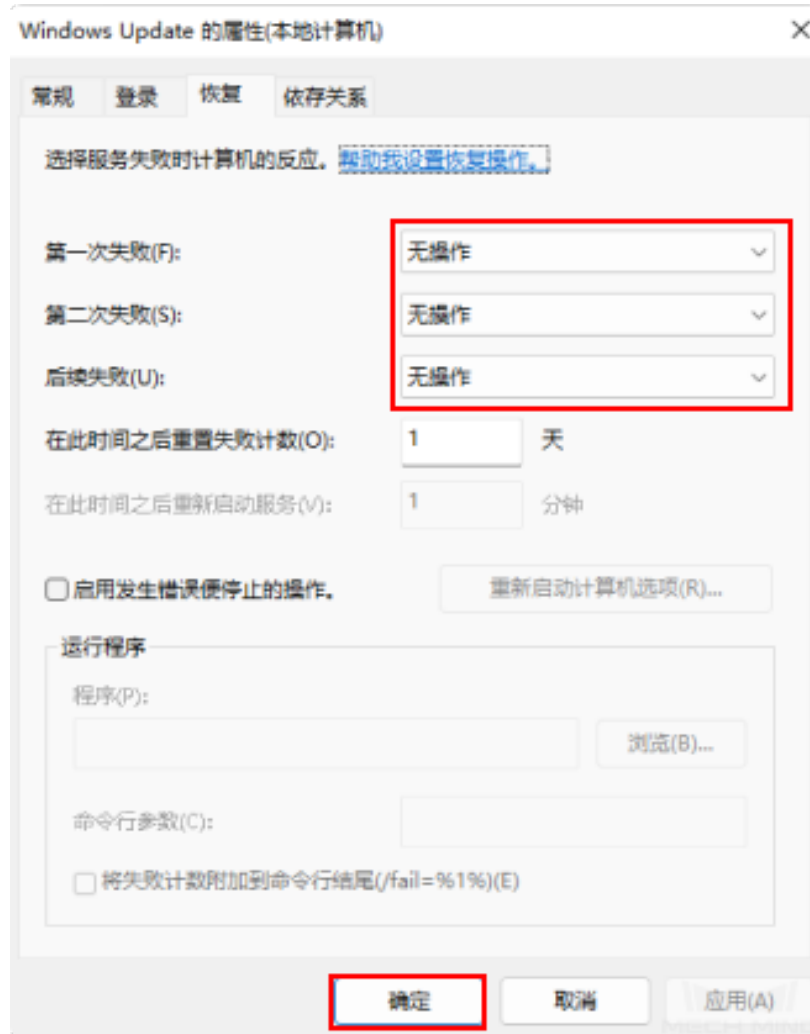 Windows Update 的属性(本地计算机)
常规 登录 恢复 依存关系
选择服务失败时计算机的反应。帮助我设置恢复操作。
第一次失败(F): 无操作
第二次失败(S): 无操作
后续失败(U): 无操作
在此时间之后重置失败计数(O): 1 天
在此时间之后重新启动服务(V): 1 分钟
启用发生错误便停止的操作。 重新启动计算机选项(R)...
运行程序
程序(P):
浏览(B)...
命令行参数(C):
将失败计数附加到命令行结尾(/fail=%1%)(E)
确定 取消 应用(A)
MECH MIND